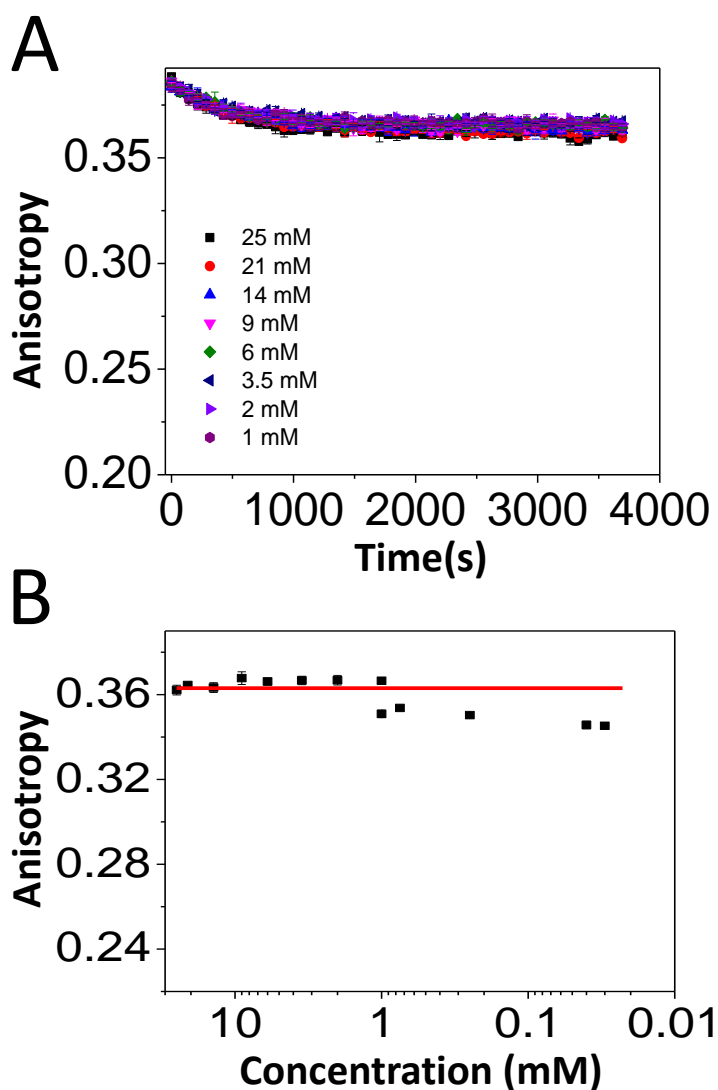 A
Anisotropy
0.35
0.30
0.25
0.20
25 mM
21 mM
14 mM
9 mM
6 mM
3.5 mM
2 mM
1 mM
0 1000 2000 3000 4000
Time(s)
B
Anisotropy
0.36
0.32
0.28
0.24
10 1 0.1 0.01
Concentration (mM)